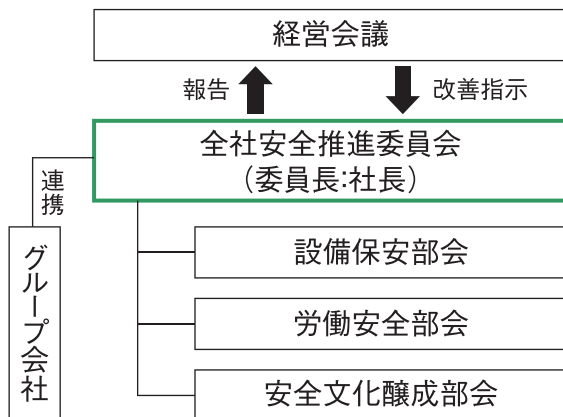 経営会議
報告
改善指示
全社安全推進委員会
（委員長:社長）
連携
グループ会社
設備保安部会
労働安全部会
安全文化醸成部会